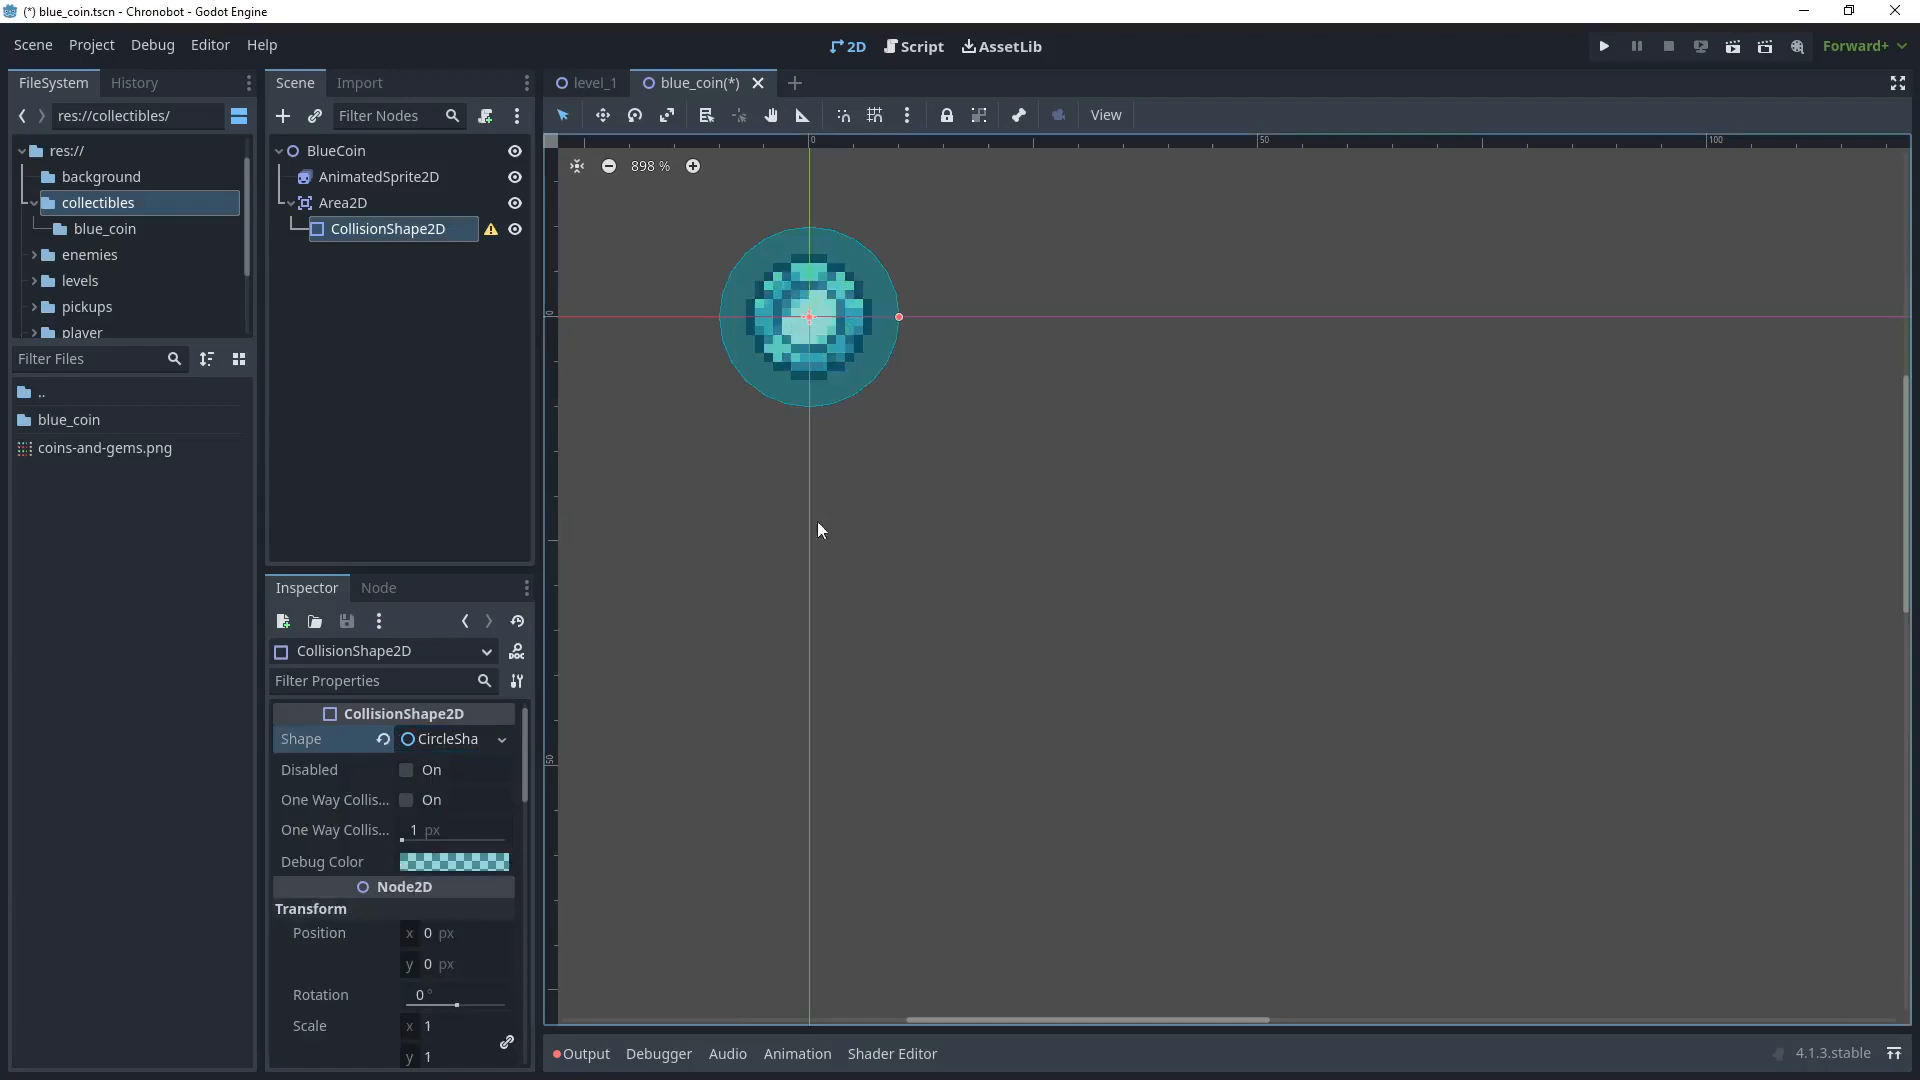 (*) blue_coin.tscn - Chronobot - Godot Engine
Scene Project Debug Editor Help
2D Script AssetLib
Forward+
FileSystem History
Scene Import
level_1 blue_coin(*)
res://collectibles/
Filter Nodes
View
res://
background
collectibles
blue_coin
enemies
levels
pickups
player
BlueCoin
AnimatedSprite2D
Area2D
CollisionShape2D
0 50 100
898 %
0
50
Filter Files
..
blue_coin
coins-and-gems.png
Inspector Node
CollisionShape2D
Filter Properties
CollisionShape2D
Shape CircleSha
Disabled On
One Way Collis... On
One Way Collis... 1 px
Debug Color
Node2D
Transform
Position x 0 px
y 0 px
Rotation 0 °
Scale x 1
y 1
Output Debugger Audio Animation Shader Editor
4.1.3.stable